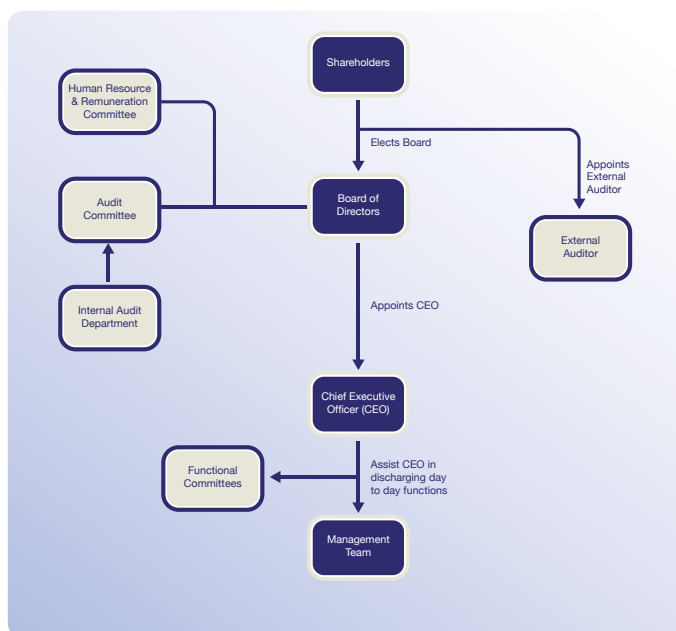 Shareholders
Human Resource
& Remuneration
Committee
Elects Board
Appoints
External
Auditor
Audit
Committee
Board of
Directors
External
Auditor
Internal Audit
Department
Appoints CEO
Chief Executive
Officer (CEO)
Functional
Committees
Assist CEO in
discharging day
to day functions
Management
Team